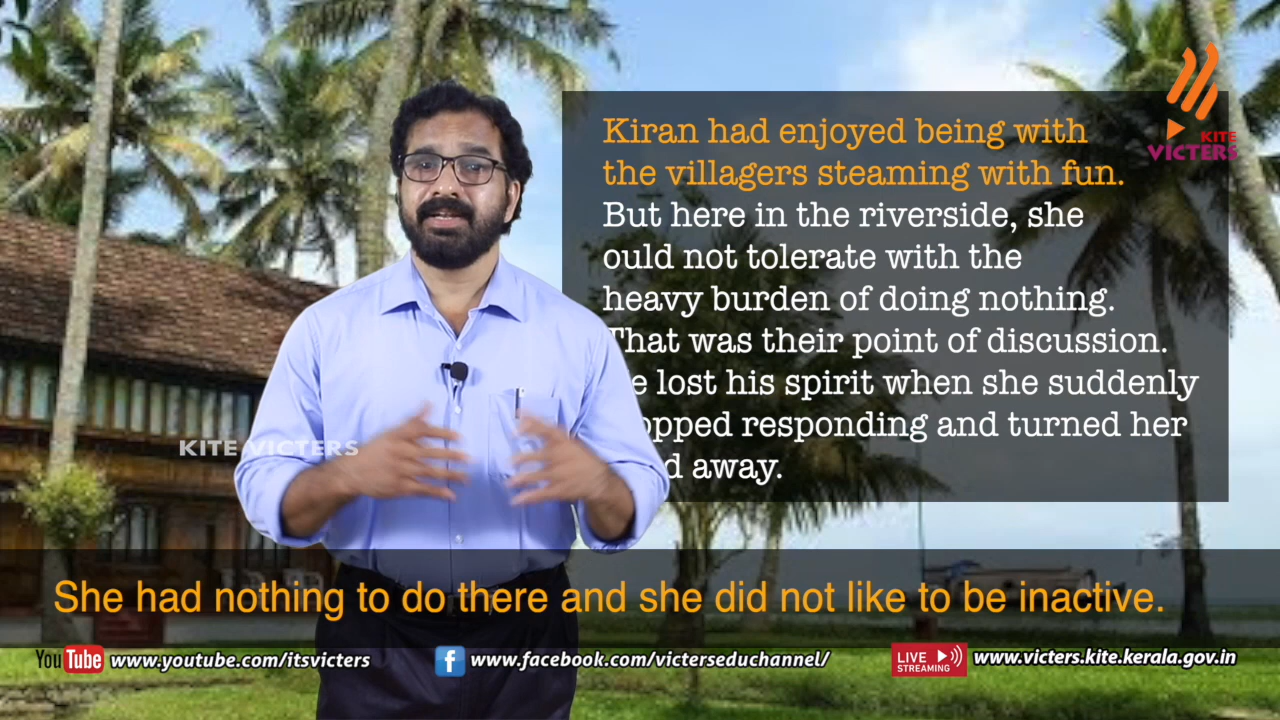 Kiran had enjoyed being with
the villagers steaming with fun.
But here in the riverside, she
ould not tolerate with the
heavy burden of doing nothing.
That was their point of discussion.
e lost his spirit when she suddenly
opped responding and turned her
d away.
KITE
VICTERS
KITE VICTERS
She had nothing to do there and she did not like to be inactive.
YouTube www.youtube.com/itsvicters
f www.facebook.com/victerseduchannel/
LIVE
STREAMING
www.victers.kite.kerala.gov.in